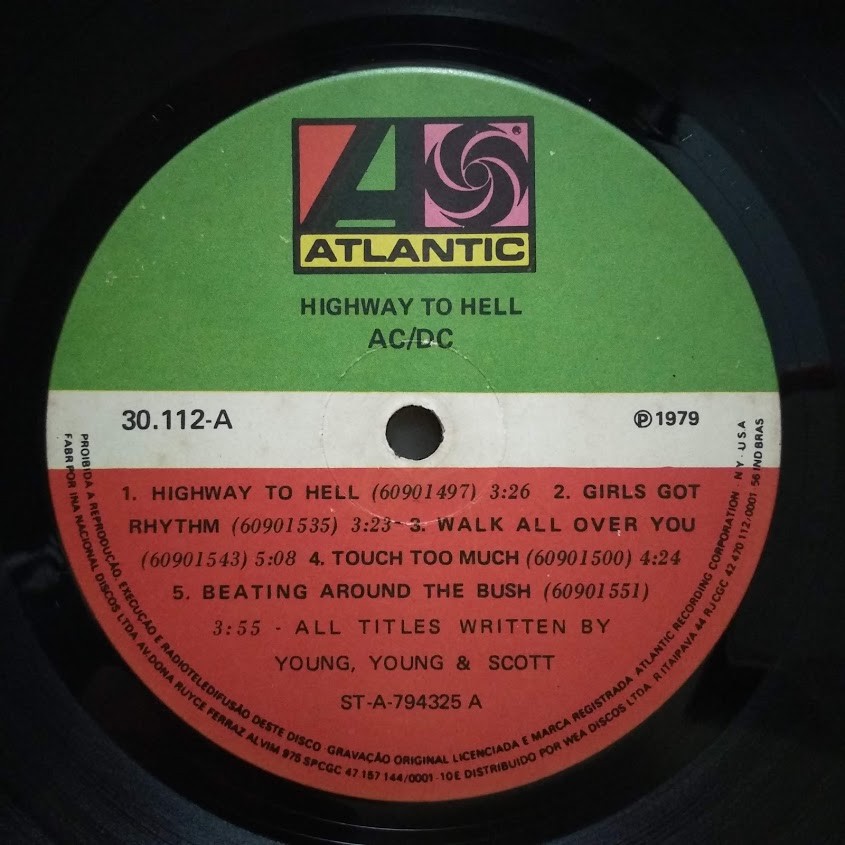 ATLANTIC
®
HIGHWAY TO HELL
AC/DC
30.112-A
℗ 1979
1. HIGHWAY TO HELL (60901497) 3:26 2. GIRLS GOT
RHYTHM (60901535) 3:23 - 3. WALK ALL OVER YOU
(60901543) 5:08 4. TOUCH TOO MUCH (60901500) 4:24
5. BEATING AROUND THE BUSH (60901551)
3:55 - ALL TITLES WRITTEN BY
YOUNG, YOUNG & SCOTT
ST-A-794325 A
PROIBIDA A REPRODUÇÃO, EXECUÇÃO E RADIOTELEDIFUSÃO DESTE DISCO GRAVAÇÃO ORIGINAL LICENCIADA E MARCA REGISTRADA ATLANTIC RECORDING CORPORATION - NY - USA
FABR POR INA NACIONAL DISCOS LTDA AV. DONA RUYCE FERRAZ ALVIM 975 SPCGC 47 157 144/0001-10 E DISTRIBUIDO POR WEA DISCOS LTDA R. ITAIPAVA 44 RJ CGC 42 470 112/0001 56 IND BRAS